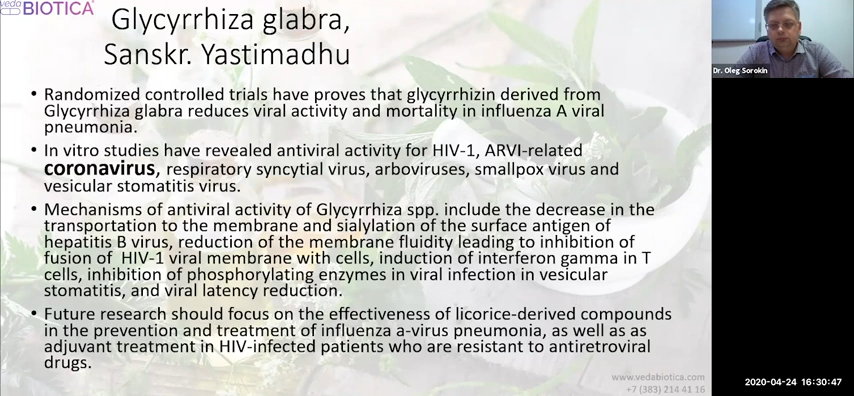 veda
BIOTICA®
Glycyrrhiza glabra,
Sanskr. Yastimadhu
• Randomized controlled trials have proves that glycyrrhizin derived from
Glycyrrhiza glabra reduces viral activity and mortality in influenza A viral
pneumonia.
• In vitro studies have revealed antiviral activity for HIV-1, ARVI-related
coronavirus, respiratory syncytial virus, arboviruses, smallpox virus and
vesicular stomatitis virus.
• Mechanisms of antiviral activity of Glycyrrhiza spp. include the decrease in the
transportation to the membrane and sialylation of the surface antigen of
hepatitis B virus, reduction of the membrane fluidity leading to inhibition of
fusion of HIV-1 viral membrane with cells, induction of interferon gamma in T
cells, inhibition of phosphorylating enzymes in viral infection in vesicular
stomatitis, and viral latency reduction.
• Future research should focus on the effectiveness of licorice-derived compounds
in the prevention and treatment of influenza a-virus pneumonia, as well as as
adjuvant treatment in HIV-infected patients who are resistant to antiretroviral
drugs.
www.vedabiotica.com
+7 (383) 214 41 16
Dr. Oleg Sorokin
2020-04-24 16:30:47